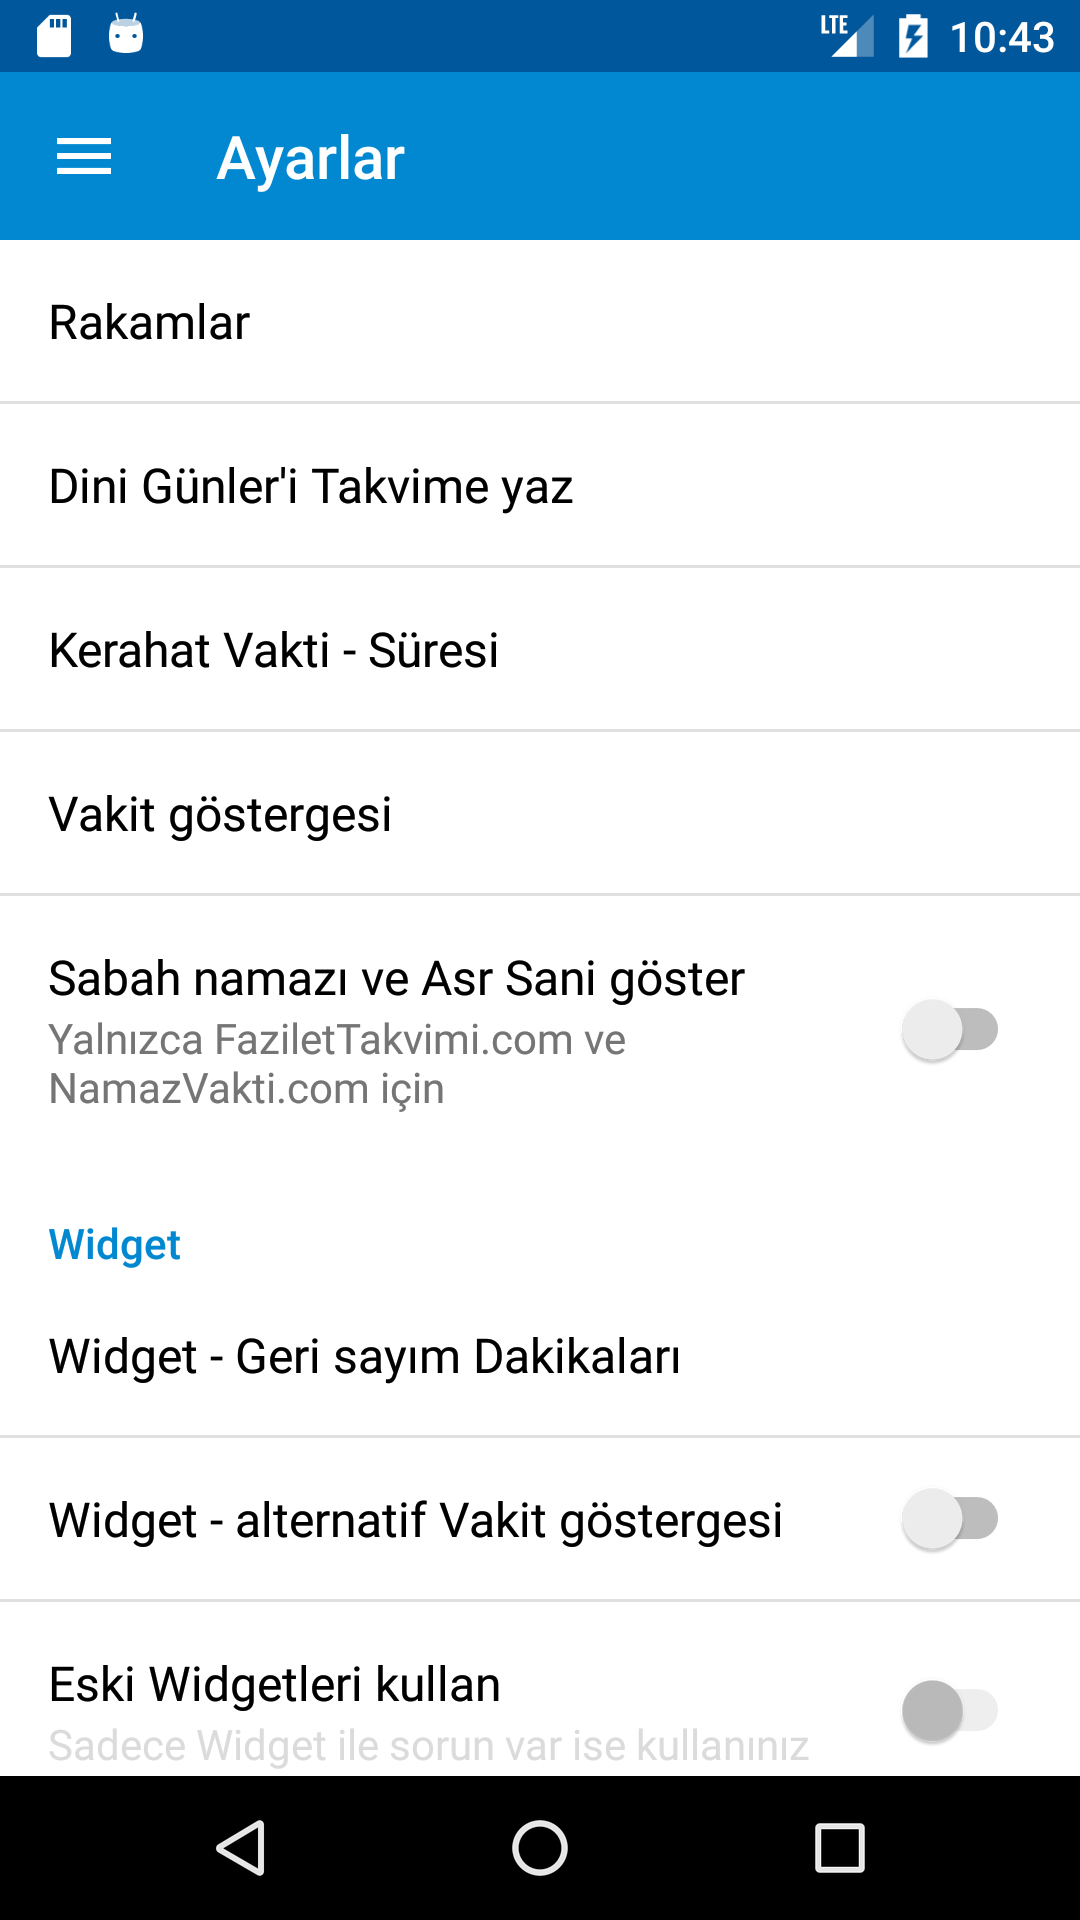 LTE 10:43
Ayarlar
Rakamlar
Dini Günler'i Takvime yaz
Kerahat Vakti - Süresi
Vakit göstergesi
Sabah namazı ve Asr Sani göster
Yalnızca FaziletTakvimi.com ve
NamazVakti.com için
Widget
Widget - Geri sayım Dakikaları
Widget - alternatif Vakit göstergesi
Eski Widgetleri kullan
Sadece Widget ile sorun var ise kullanınız